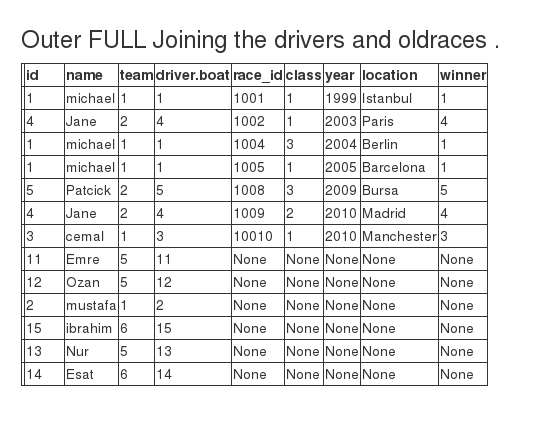 Outer FULL Joining the drivers and oldraces .
id name team driver.boat race_id class year location winner
1 michael 1 1 1001 1 1999 Istanbul 1
4 Jane 2 4 1002 1 2003 Paris 4
1 michael 1 1 1004 3 2004 Berlin 1
1 michael 1 1 1005 1 2005 Barcelona 1
5 Patcick 2 5 1008 3 2009 Bursa 5
4 Jane 2 4 1009 2 2010 Madrid 4
3 cemal 1 3 10010 1 2010 Manchester 3
11 Emre 5 11 None None None None None
12 Ozan 5 12 None None None None None
2 mustafa 1 2 None None None None None
15 ibrahim 6 15 None None None None None
13 Nur 5 13 None None None None None
14 Esat 6 14 None None None None None